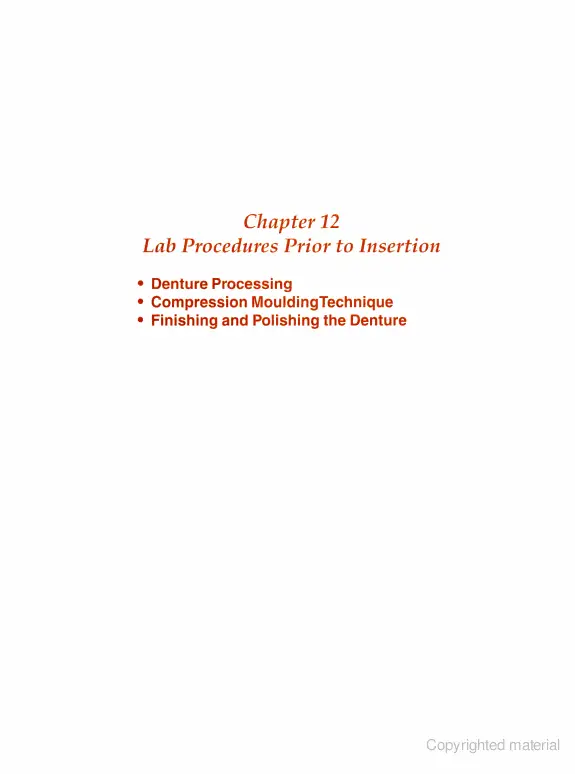 Chapter 12
Lab Procedures Prior to Insertion
• Denture Processing
• Compression MouldingTechnique
• Finishing and Polishing the Denture
Copyrighted material